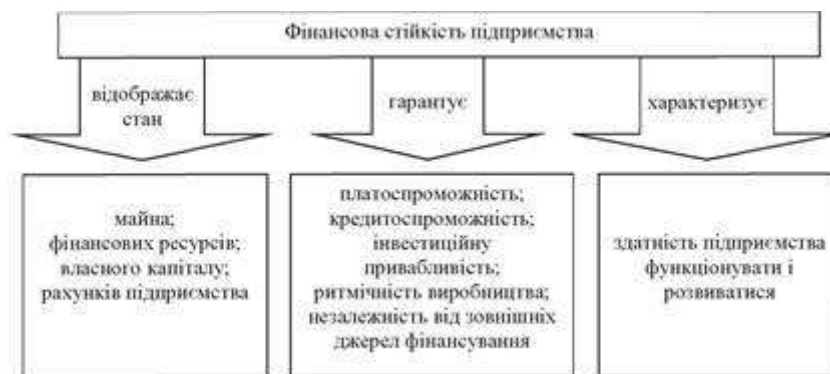 Фінансова стійкість підприємства
відображає
стан
гарантує
характеризує
майна;
фінансових ресурсів;
власного капіталу;
рахунків підприємства
платоспроможність;
кредитоспроможність;
інвестиційну
привабливість;
ритмічність виробництва;
незалежність від зовнішніх
джерел фінансування
здатність підприємства
функціонувати і
розвиватися